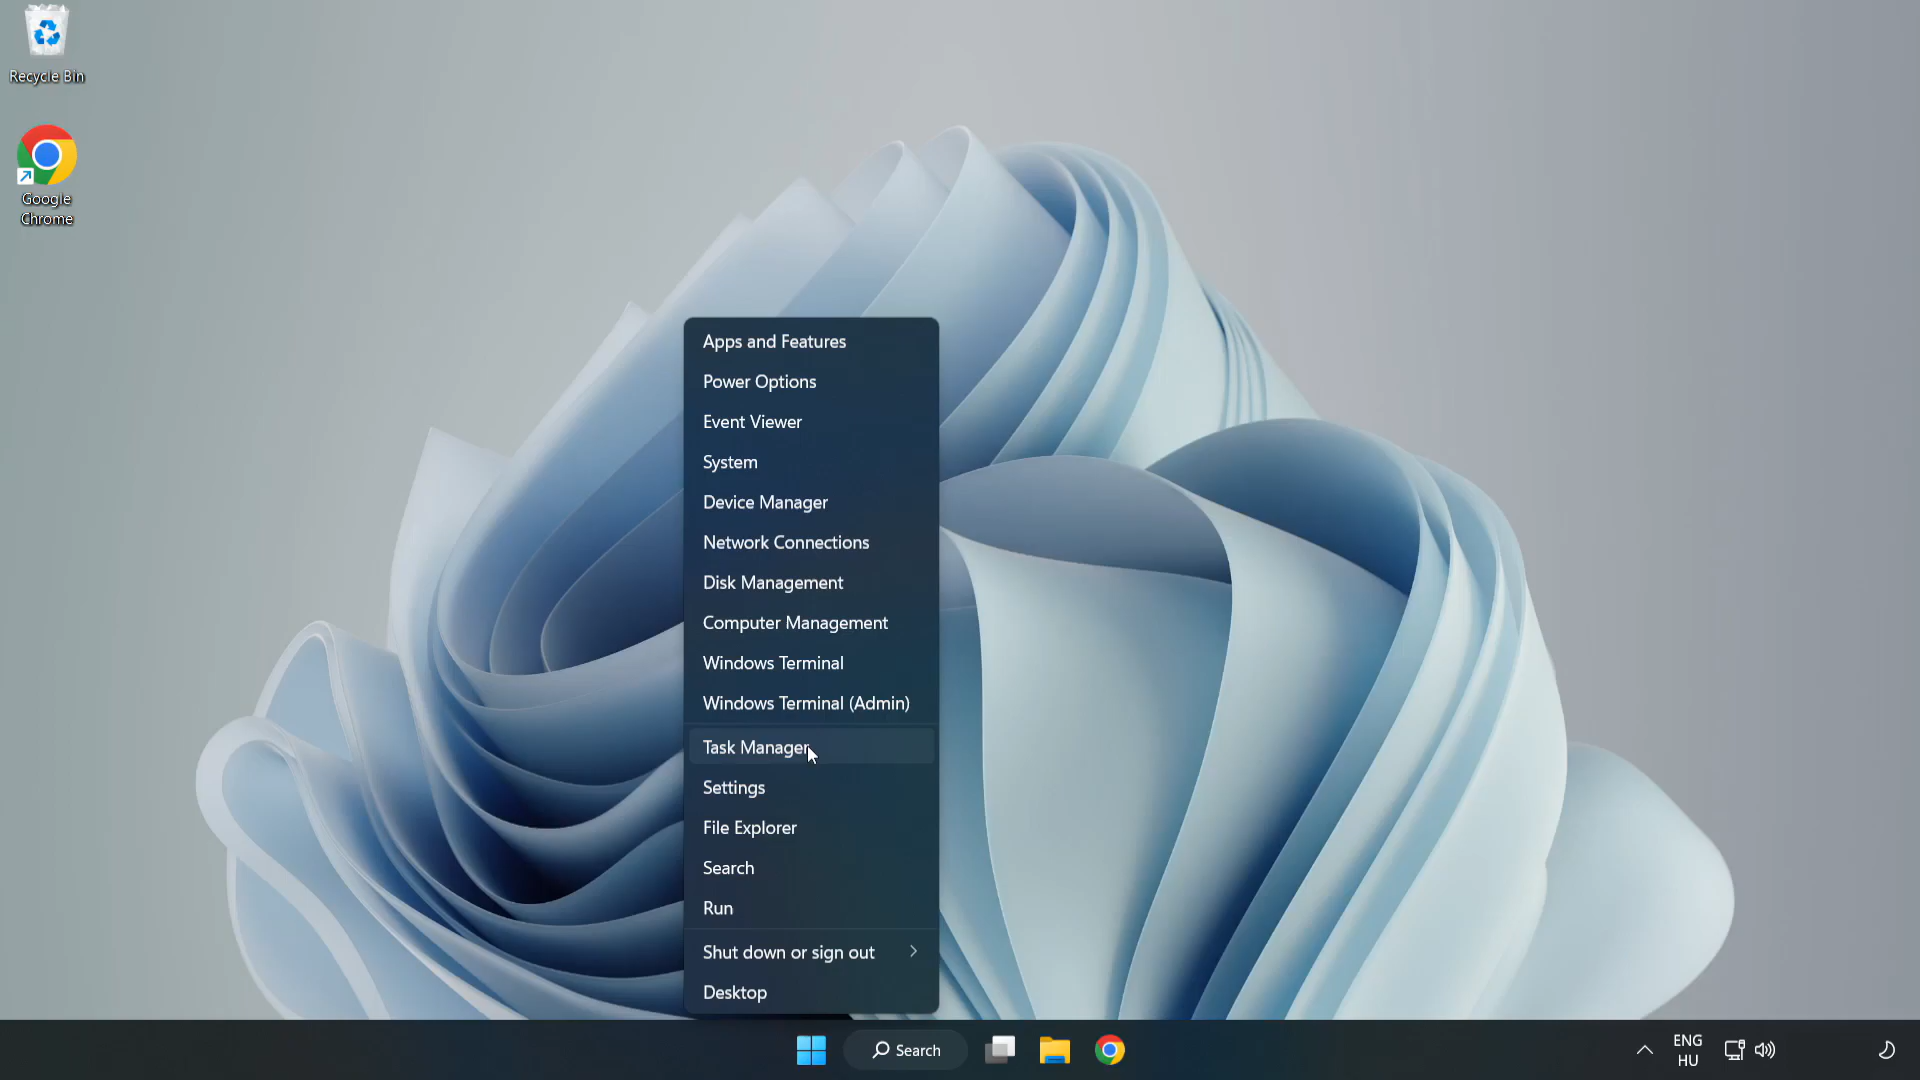 Recycle Bin
Google
Chrome
Apps and Features
Power Options
Event Viewer
System
Device Manager
Network Connections
Disk Management
Computer Management
Windows Terminal
Windows Terminal (Admin)
Task Manager
Settings
File Explorer
Search
Run
Shut down or sign out
Desktop
Search
ENG
HU